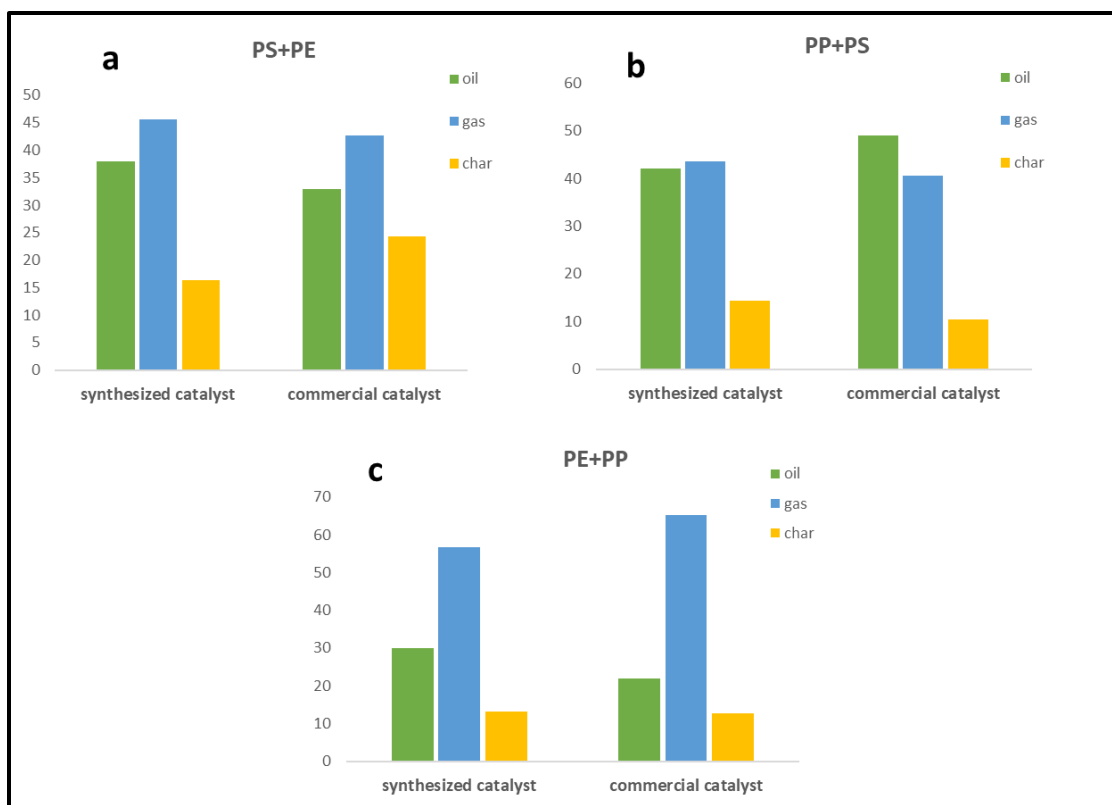 a
PS+PE
oil
gas
char
50
45
40
35
30
25
20
15
10
5
0
synthesized catalyst
commercial catalyst
b
PP+PS
oil
gas
char
60
50
40
30
20
10
0
synthesized catalyst
commercial catalyst
c
PE+PP
oil
gas
char
70
60
50
40
30
20
10
0
synthesized catalyst
commercial catalyst